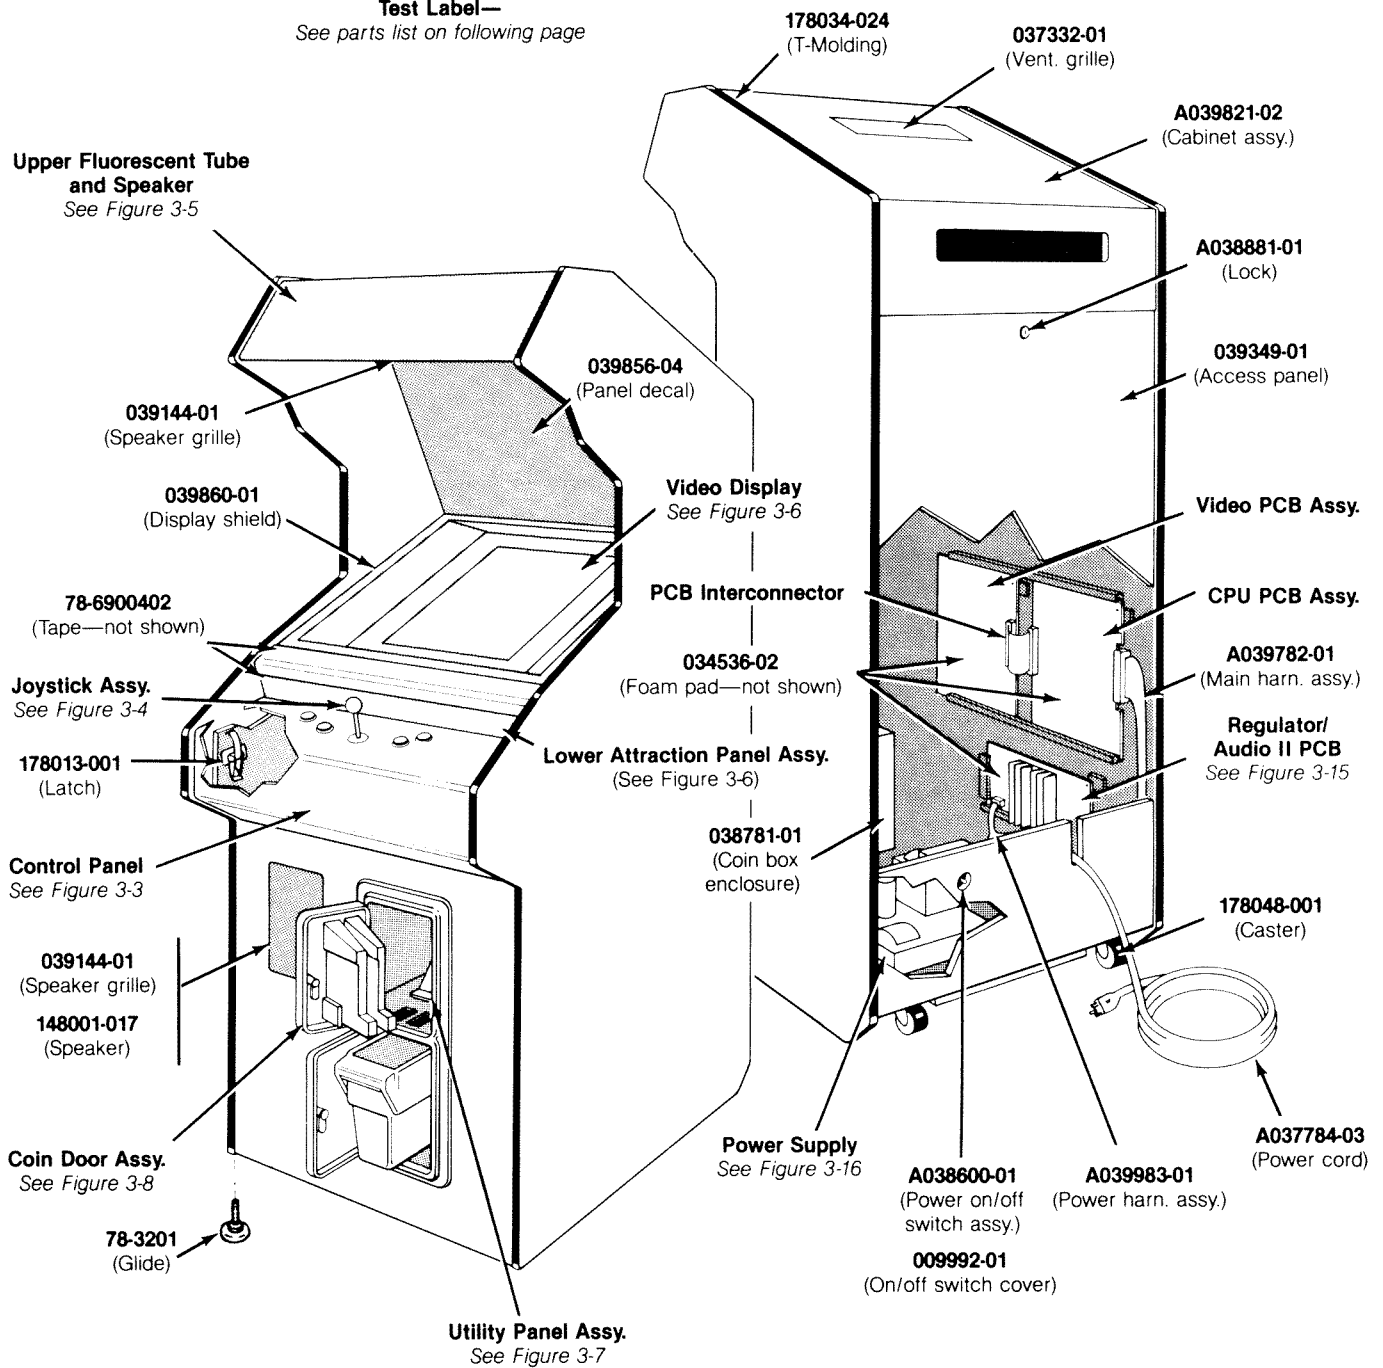 Test Label—
See parts list on following page
178034-024
(T-Molding)
037332-01
(Vent. grille)
A039821-02
(Cabinet assy.)
Upper Fluorescent Tube
and Speaker
See Figure 3-5
A038881-01
(Lock)
039856-04
(Panel decal)
039349-01
(Access panel)
039144-01
(Speaker grille)
039860-01
(Display shield)
Video Display
See Figure 3-6
Video PCB Assy.
78-6900402
(Tape—not shown)
PCB Interconnector
CPU PCB Assy.
034536-02
(Foam pad—not shown)
A039782-01
(Main harn. assy.)
Joystick Assy.
See Figure 3-4
Regulator/
Audio II PCB
See Figure 3-15
178013-001
(Latch)
Lower Attraction Panel Assy.
(See Figure 3-6)
038781-01
(Coin box
enclosure)
Control Panel
See Figure 3-3
178048-001
(Caster)
039144-01
(Speaker grille)
148001-017
(Speaker)
Coin Door Assy.
See Figure 3-8
Power Supply
See Figure 3-16
A038600-01
(Power on/off
switch assy.)
009992-01
(On/off switch cover)
A039983-01
(Power harn. assy.)
A037784-03
(Power cord)
78-3201
(Glide)
Utility Panel Assy.
See Figure 3-7